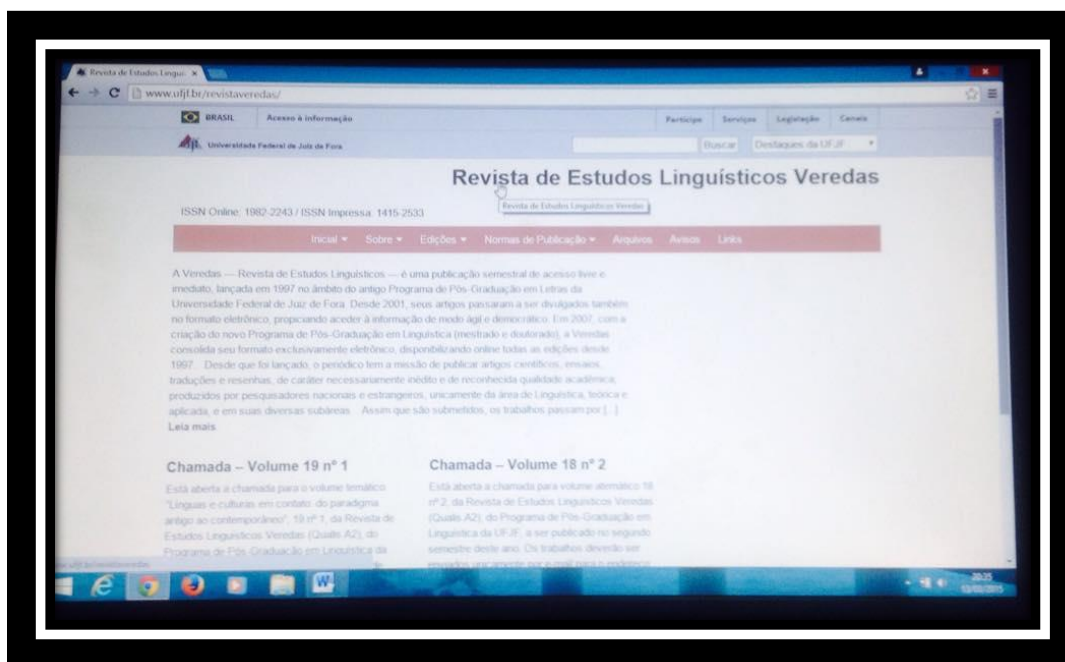 Revista de Estudos Lingui
www.ufjf.br/revistaveredas/
BRASIL Acesso à informação Participe Serviços Legislação Canais
Universidade Federal de Juiz de Fora Buscar Destaques da UFJF
Revista de Estudos Linguísticos Veredas
Revista de Estudos Linguísticos Veredas
ISSN Online: 1982-2243 / ISSN Impressa: 1415-2533
Inicial Sobre Edições Normas de Publicação Arquivos Avisos Links
A Veredas — Revista de Estudos Linguísticos — é uma publicação semestral de acesso livre e
imediato, lançada em 1997 no âmbito do antigo Programa de Pós-Graduação em Letras da
Universidade Federal de Juiz de Fora. Desde 2001, seus artigos passaram a ser divulgados também
no formato eletrônico, propiciando aceder à informação de modo ágil e democrático. Em 2007, com a
criação do novo Programa de Pós-Graduação em Linguística (mestrado e doutorado), a Veredas
consolida seu formato exclusivamente eletrônico, disponibilizando online todas as edições desde
1997. Desde que foi lançado, o periódico tem a missão de publicar artigos científicos, ensaios,
traduções e resenhas, de caráter necessariamente inédito e de reconhecida qualidade acadêmica,
produzidos por pesquisadores nacionais e estrangeiros, unicamente da área de Linguística, teórica e
aplicada, e em suas diversas subáreas. Assim que são submetidos, os trabalhos passam por [...]
Leia mais
Chamada – Volume 19 nº 1
Está aberta a chamada para o volume temático
"Línguas e culturas em contato: do paradigma
antigo ao contemporâneo", 19 nº 1, da Revista de
Estudos Linguísticos Veredas (Qualis A2), do
Programa de Pós-Graduação em Linguística da
Chamada – Volume 18 nº 2
Está aberta a chamada para volume atemático 18
nº 2, da Revista de Estudos Linguísticos Veredas
(Qualis A2), do Programa de Pós-Graduação em
Linguística da UFJF, a ser publicado no segundo
semestre deste ano. Os trabalhos deverão ser
enviados unicamente por e-mail para o endereço
20:35